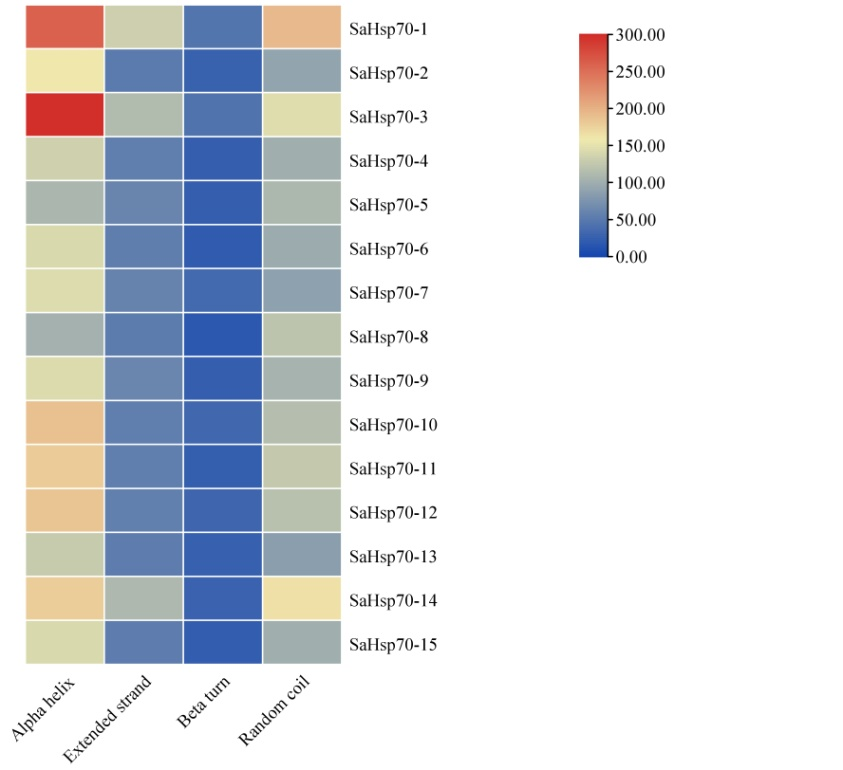 SaHsp70-1
SaHsp70-2
SaHsp70-3
SaHsp70-4
SaHsp70-5
SaHsp70-6
SaHsp70-7
SaHsp70-8
SaHsp70-9
SaHsp70-10
SaHsp70-11
SaHsp70-12
SaHsp70-13
SaHsp70-14
SaHsp70-15
Alpha helix
Extended strand
Beta turn
Random coil
300.00
250.00
200.00
150.00
100.00
50.00
0.00